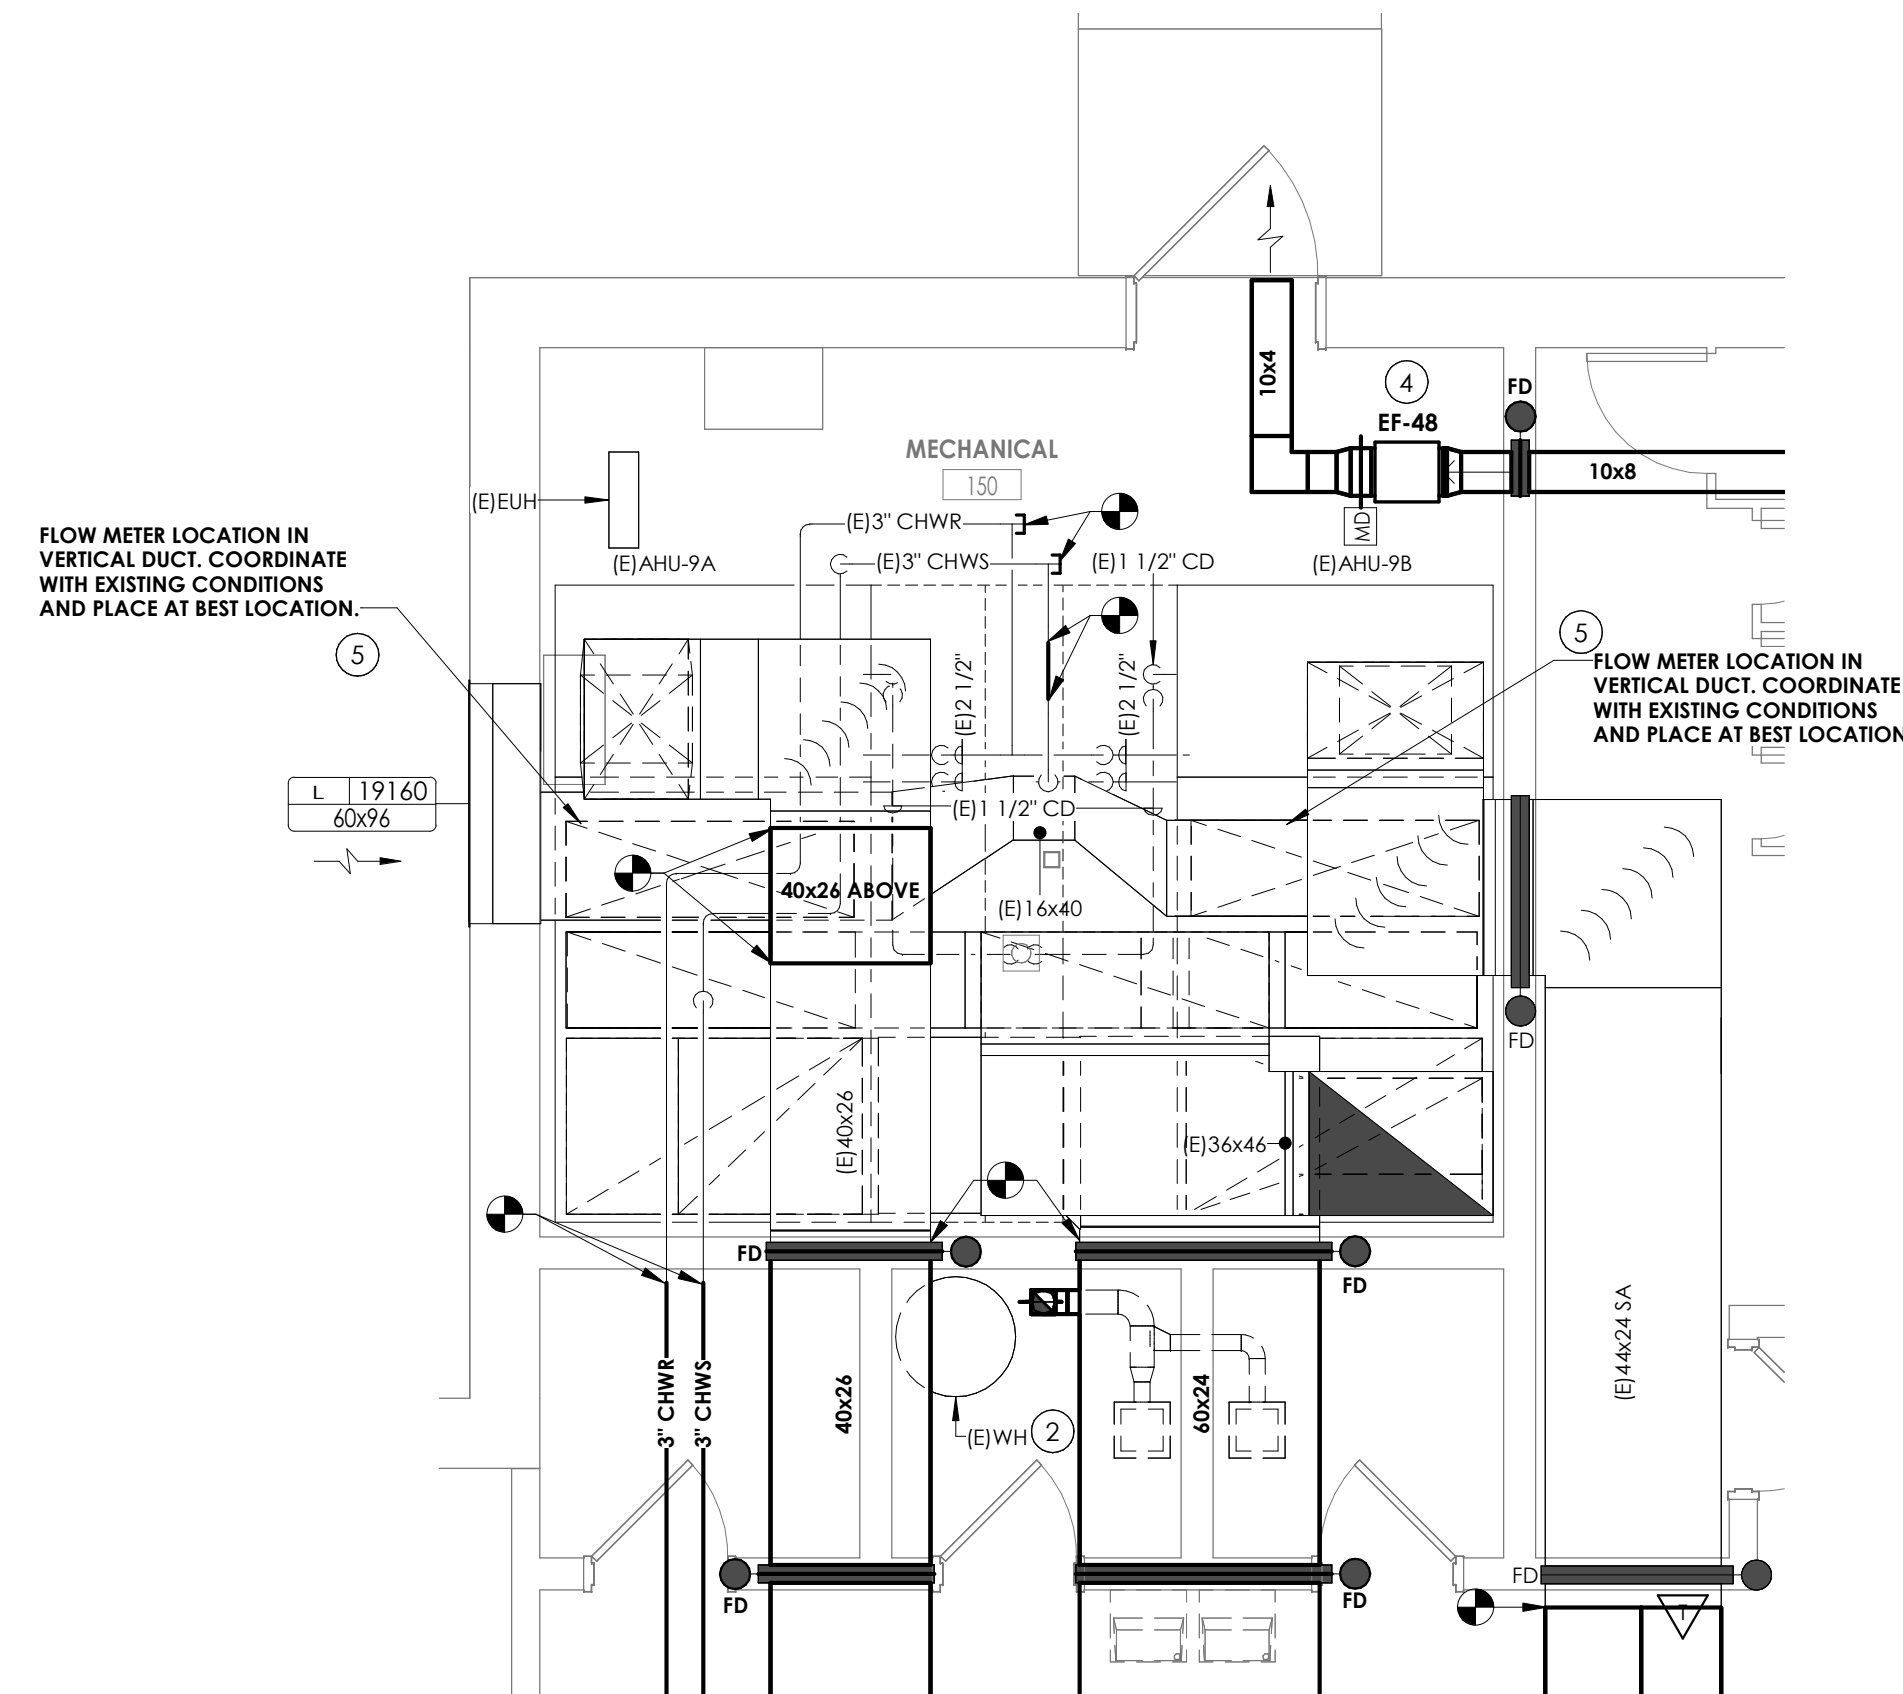 10x4
4
EF-48
FD
10x8
MD
MECHANICAL
150
(E)EUH
(E)3" CHWR
(E)3" CHWS
(E)1 1/2" CD
(E)AHU-9A
(E)AHU-9B
FLOW METER LOCATION IN
VERTICAL DUCT. COORDINATE
WITH EXISTING CONDITIONS
AND PLACE AT BEST LOCATION.
5
5
FLOW METER LOCATION IN
VERTICAL DUCT. COORDINATE
WITH EXISTING CONDITIONS
AND PLACE AT BEST LOCATION
(E)2 1/2"
(E)2 1/2"
L 19160
60x96
(E)1 1/2" CD
40x26 ABOVE
(E)16x40
FD
(E)40x26
(E)36x46
FD
FD
3" CHWR
3" CHWS
40x26
60x24
(E)44x24 SA
(E)WH
2
FD
FD
FD
T